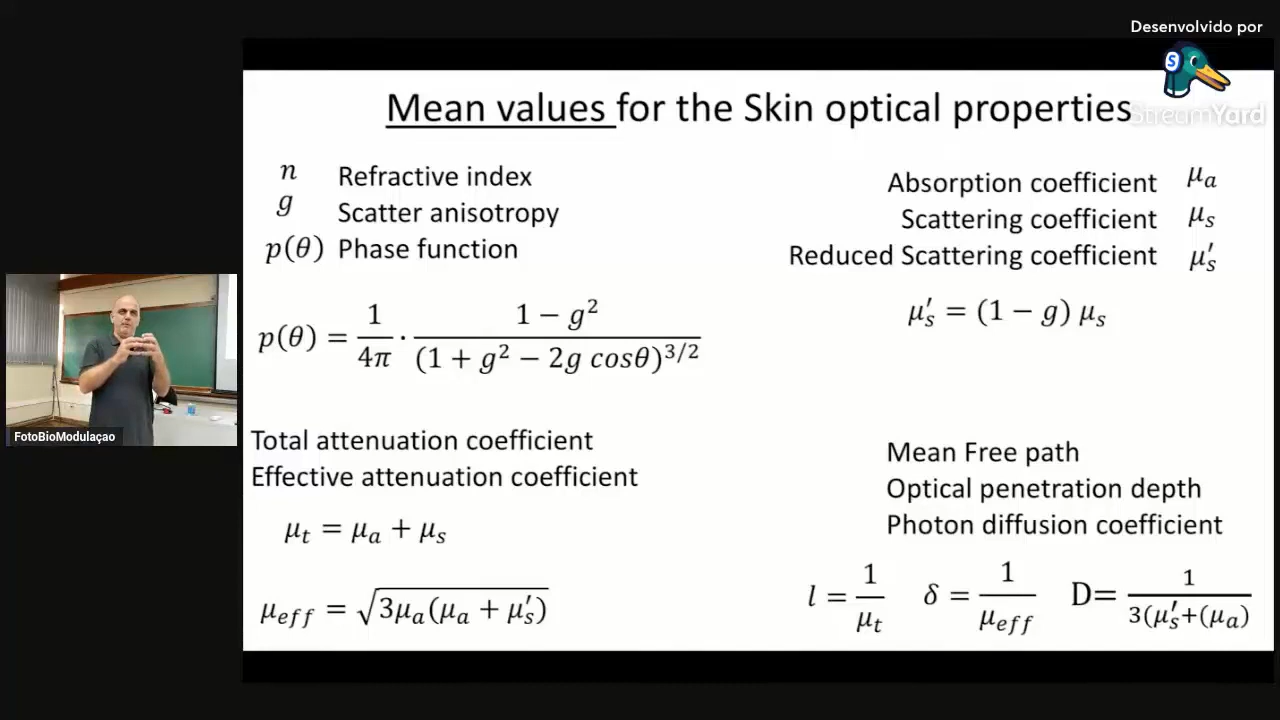 Desenvolvido por
S
StreamYard
Mean values for the Skin optical properties
n Refractive index
g Scatter anisotropy
p(θ) Phase function
p(θ) = 1/4π · (1 − g²)/(1 + g² − 2g cosθ)^3/2
Absorption coefficient μₐ
Scattering coefficient μₛ
Reduced Scattering coefficient μ′ₛ
μ′ₛ = (1 − g) μₛ
FotoBioModulaçao
Total attenuation coefficient
Effective attenuation coefficient
μₜ = μₐ + μₛ
μ_eff = √3μₐ(μₐ + μ′ₛ)
Mean Free path
Optical penetration depth
Photon diffusion coefficient
l = 1/μₜ δ = 1/μ_eff D= 1/3(μ′ₛ+(μₐ)